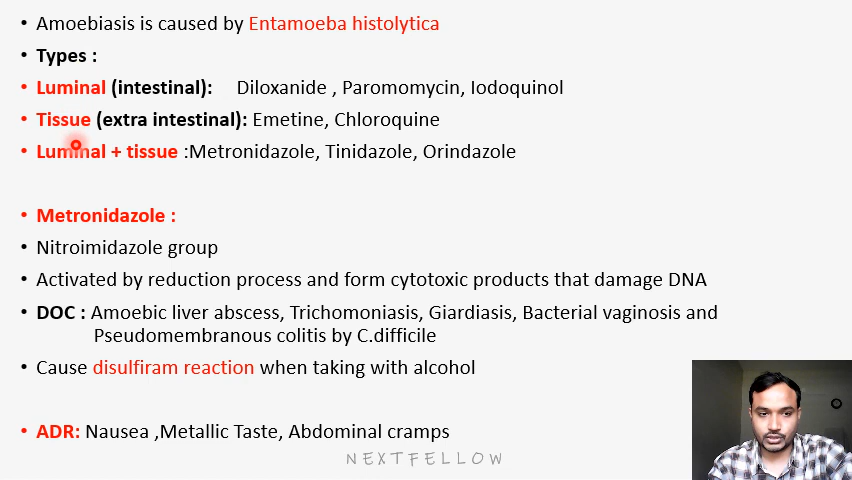 • Amoebiasis is caused by Entamoeba histolytica
• Types :
• Luminal (intestinal): Diloxanide , Paromomycin, Iodoquinol
• Tissue (extra intestinal): Emetine, Chloroquine
• Luminal + tissue :Metronidazole, Tinidazole, Orindazole
• Metronidazole :
• Nitroimidazole group
• Activated by reduction process and form cytotoxic products that damage DNA
• DOC : Amoebic liver abscess, Trichomoniasis, Giardiasis, Bacterial vaginosis and
Pseudomembranous colitis by C.difficile
• Cause disulfiram reaction when taking with alcohol
• ADR: Nausea ,Metallic Taste, Abdominal cramps
NEXTFELLOW